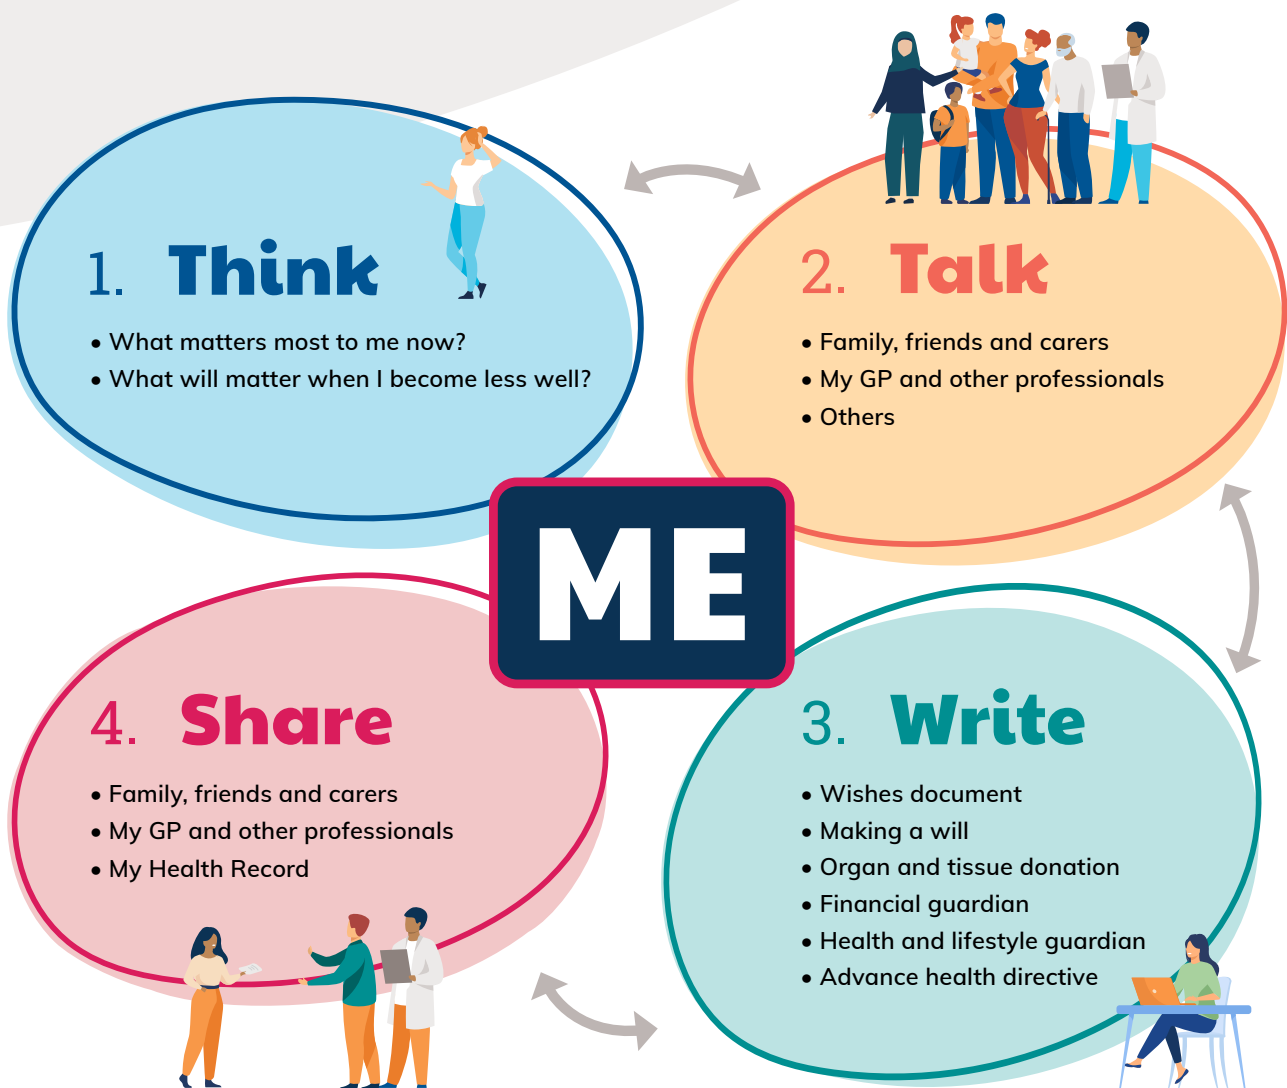 1. Think
• What matters most to me now?
• What will matter when I become less well?
2. Talk
• Family, friends and carers
• My GP and other professionals
• Others
ME
3. Write
• Wishes document
• Making a will
• Organ and tissue donation
• Financial guardian
• Health and lifestyle guardian
• Advance health directive
4. Share
• Family, friends and carers
• My GP and other professionals
• My Health Record